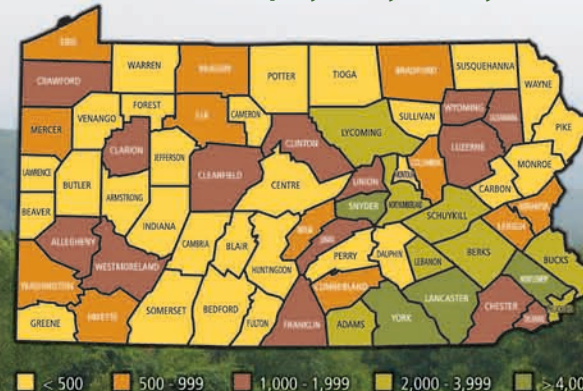 ERIE
WARREN
McKEAN
POTTER
TIOGA
BRADFORD
SUSQUEHANNA
WAYNE
CRAWFORD
FOREST
ELK
CAMERON
SULLIVAN
WYOMING
LACKAWANNA
PIKE
MERCER
VENANGO
LYCOMING
LUZERNE
CLARION
JEFFERSON
CLINTON
COLUMBIA
MONROE
LAWRENCE
BUTLER
CLEARFIELD
CENTRE
UNION
MONTOUR
CARBON
ARMSTRONG
SNYDER
NORTHUMBERLAND
SCHUYKILL
NORTHAMPTON
BEAVER
INDIANA
LEHIGH
ALLEGHENY
CAMBRIA
BLAIR
MIFFLIN
JUNIATA
PERRY
DAUPHIN
LEBANON
BERKS
BUCKS
WESTMORELAND
HUNTINGDON
MONTGOMERY
WASHINGTON
CUMBERLAND
LANCASTER
CHESTER
GREENE
FAYETTE
SOMERSET
BEDFORD
FULTON
FRANKLIN
ADAMS
YORK
DELAWARE
< 500
500 - 999
1,000 - 1,999
2,000 - 3,999
> 4,00